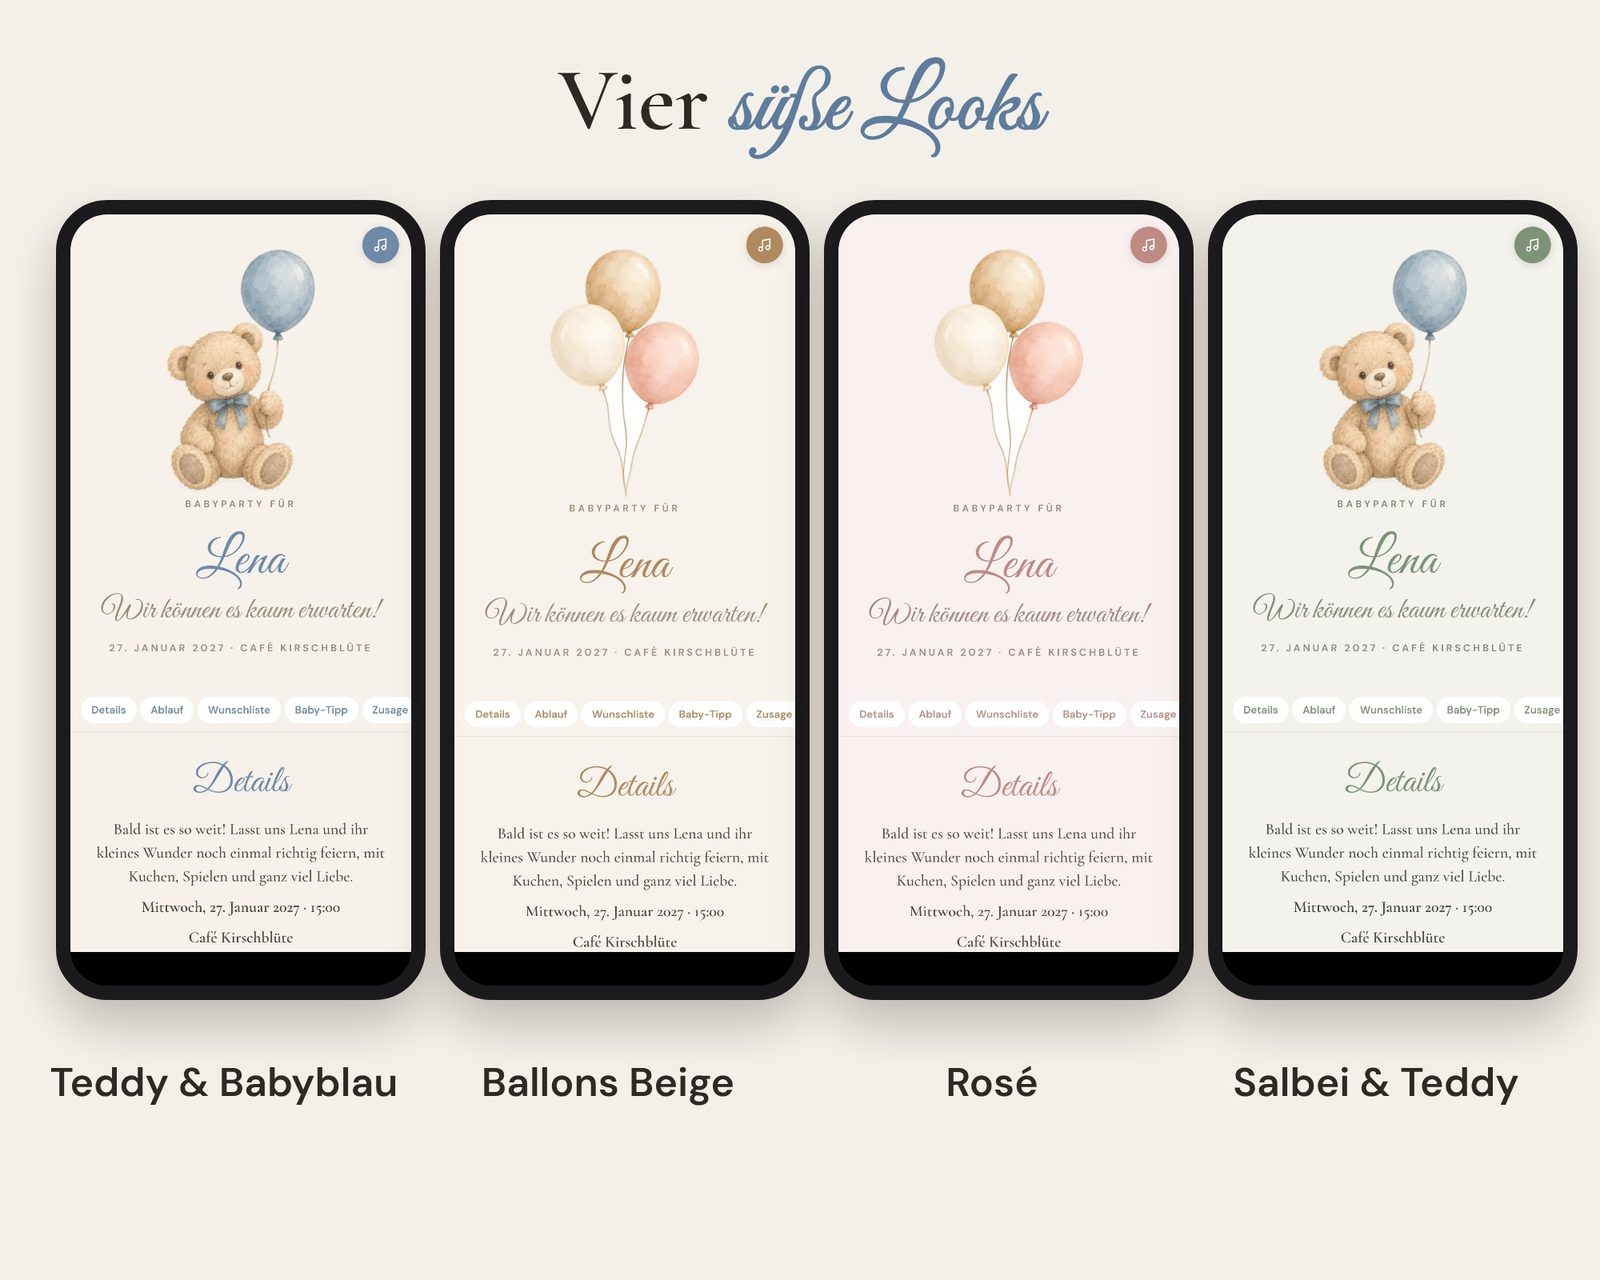 Vier süße Looks
BABYPARTY FÜR
Lena
Wir können es kaum erwarten!
27. JANUAR 2027 · CAFÉ KIRSCHBLÜTE
Details Ablauf Wunschliste Baby-Tipp Zusage
Details
Bald ist es so weit! Lasst uns Lena und ihr
kleines Wunder noch einmal richtig feiern, mit
Kuchen, Spielen und ganz viel Liebe.
Mittwoch, 27. Januar 2027 · 15:00
Café Kirschblüte
Teddy & Babyblau
BABYPARTY FÜR
Lena
Wir können es kaum erwarten!
27. JANUAR 2027 · CAFÉ KIRSCHBLÜTE
Details Ablauf Wunschliste Baby-Tipp Zusage
Details
Bald ist es so weit! Lasst uns Lena und ihr
kleines Wunder noch einmal richtig feiern, mit
Kuchen, Spielen und ganz viel Liebe.
Mittwoch, 27. Januar 2027 · 15:00
Café Kirschblüte
Ballons Beige
BABYPARTY FÜR
Lena
Wir können es kaum erwarten!
27. JANUAR 2027 · CAFÉ KIRSCHBLÜTE
Details Ablauf Wunschliste Baby-Tipp Zusage
Details
Bald ist es so weit! Lasst uns Lena und ihr
kleines Wunder noch einmal richtig feiern, mit
Kuchen, Spielen und ganz viel Liebe.
Mittwoch, 27. Januar 2027 · 15:00
Café Kirschblüte
Rosé
BABYPARTY FÜR
Lena
Wir können es kaum erwarten!
27. JANUAR 2027 · CAFÉ KIRSCHBLÜTE
Details Ablauf Wunschliste Baby-Tipp Zusage
Details
Bald ist es so weit! Lasst uns Lena und ihr
kleines Wunder noch einmal richtig feiern, mit
Kuchen, Spielen und ganz viel Liebe.
Mittwoch, 27. Januar 2027 · 15:00
Café Kirschblüte
Salbei & Teddy